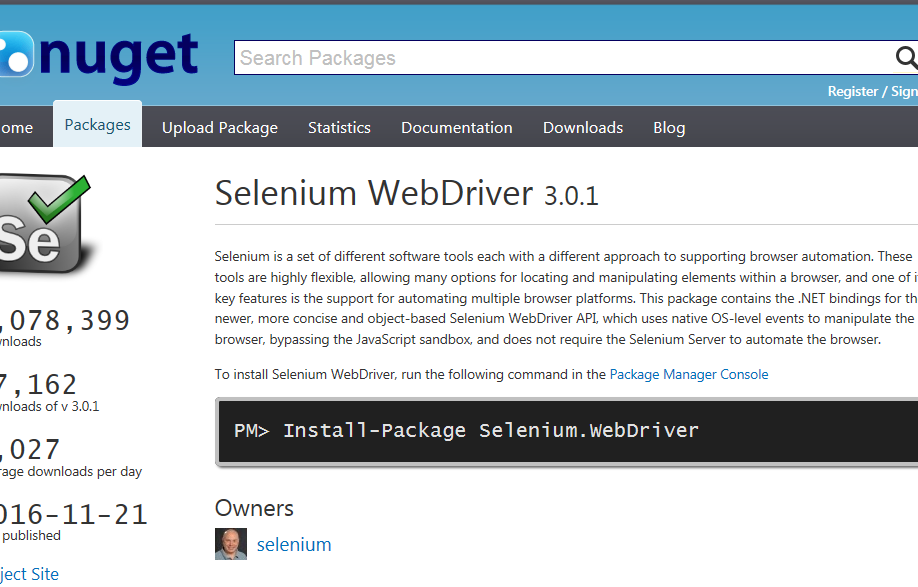 nuget
Search Packages
Register / Sign
ome
Packages
Upload Package
Statistics
Documentation
Downloads
Blog
Se
Selenium WebDriver 3.0.1
Selenium is a set of different software tools each with a different approach to supporting browser automation. These
tools are highly flexible, allowing many options for locating and manipulating elements within a browser, and one of i
key features is the support for automating multiple browser platforms. This package contains the .NET bindings for th
newer, more concise and object-based Selenium WebDriver API, which uses native OS-level events to manipulate the
browser, bypassing the JavaScript sandbox, and does not require the Selenium Server to automate the browser.
To install Selenium WebDriver, run the following command in the Package Manager Console
PM> Install-Package Selenium.WebDriver
Owners
selenium
,078,399
nloads
7,162
nloads of v 3.0.1
,027
rage downloads per day
016-11-21
published
ject Site